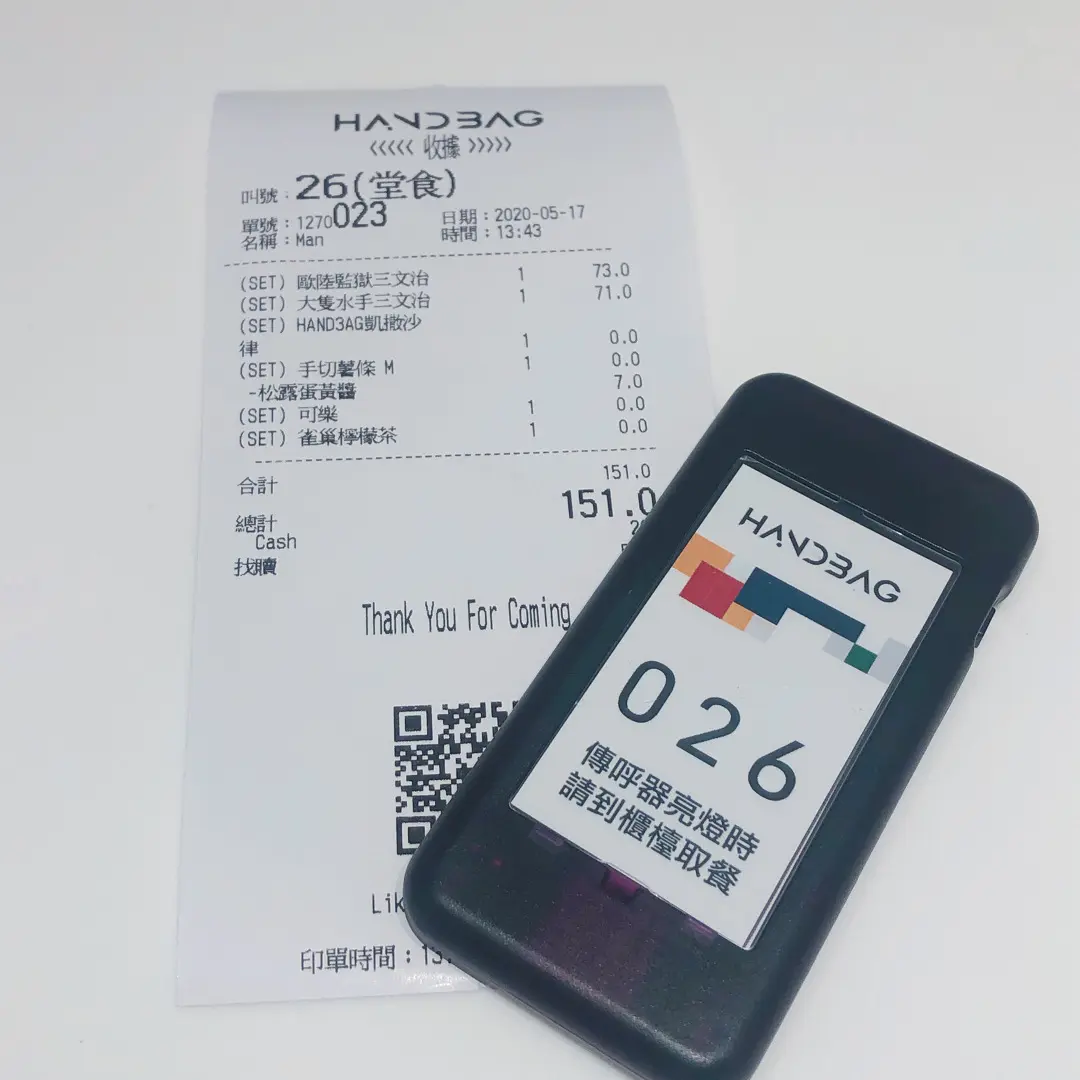 HANDBAG
<<<<< 收據 >>>>>
叫號：26(堂食)
單號：1270023 日期：2020-05-17
名稱：Man 時間：13:43
(SET) 歐陸監獄三文治 1 73.0
(SET) 大隻水手三文治 1 71.0
(SET) HAND3AG凱撒沙
律 1 0.0
(SET) 手切薯條 M 1 0.0
-松露蛋黃醬 7.0
(SET) 可樂 1 0.0
(SET) 雀巢檸檬茶 1 0.0
合計 151.0
總計 151.0
Cash
找贖
Thank You For Coming
印單時間：13
HANDBAG
026
傳呼器亮燈時
請到櫃檯取餐